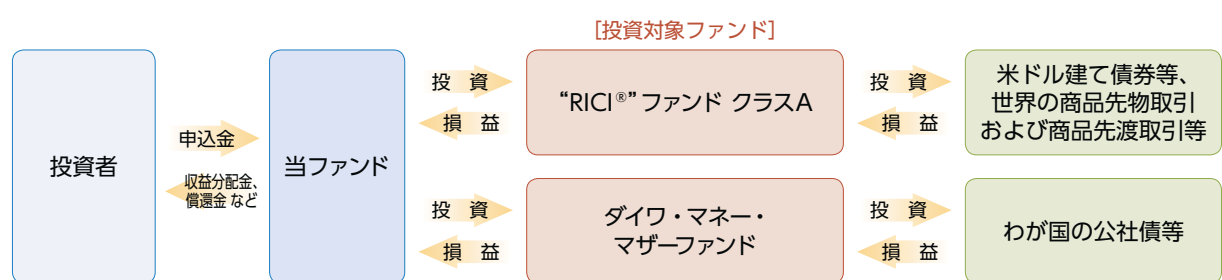 [投資対象ファンド]
投資者
申込金
収益分配金、
償還金 など
当ファンド
投 資
損 益
“RICI®”ファンド クラスA
投 資
損 益
米ドル建て債券等、
世界の商品先物取引
および商品先渡取引等
投 資
損 益
ダイワ・マネー・
マザーファンド
投 資
損 益
わが国の公社債等